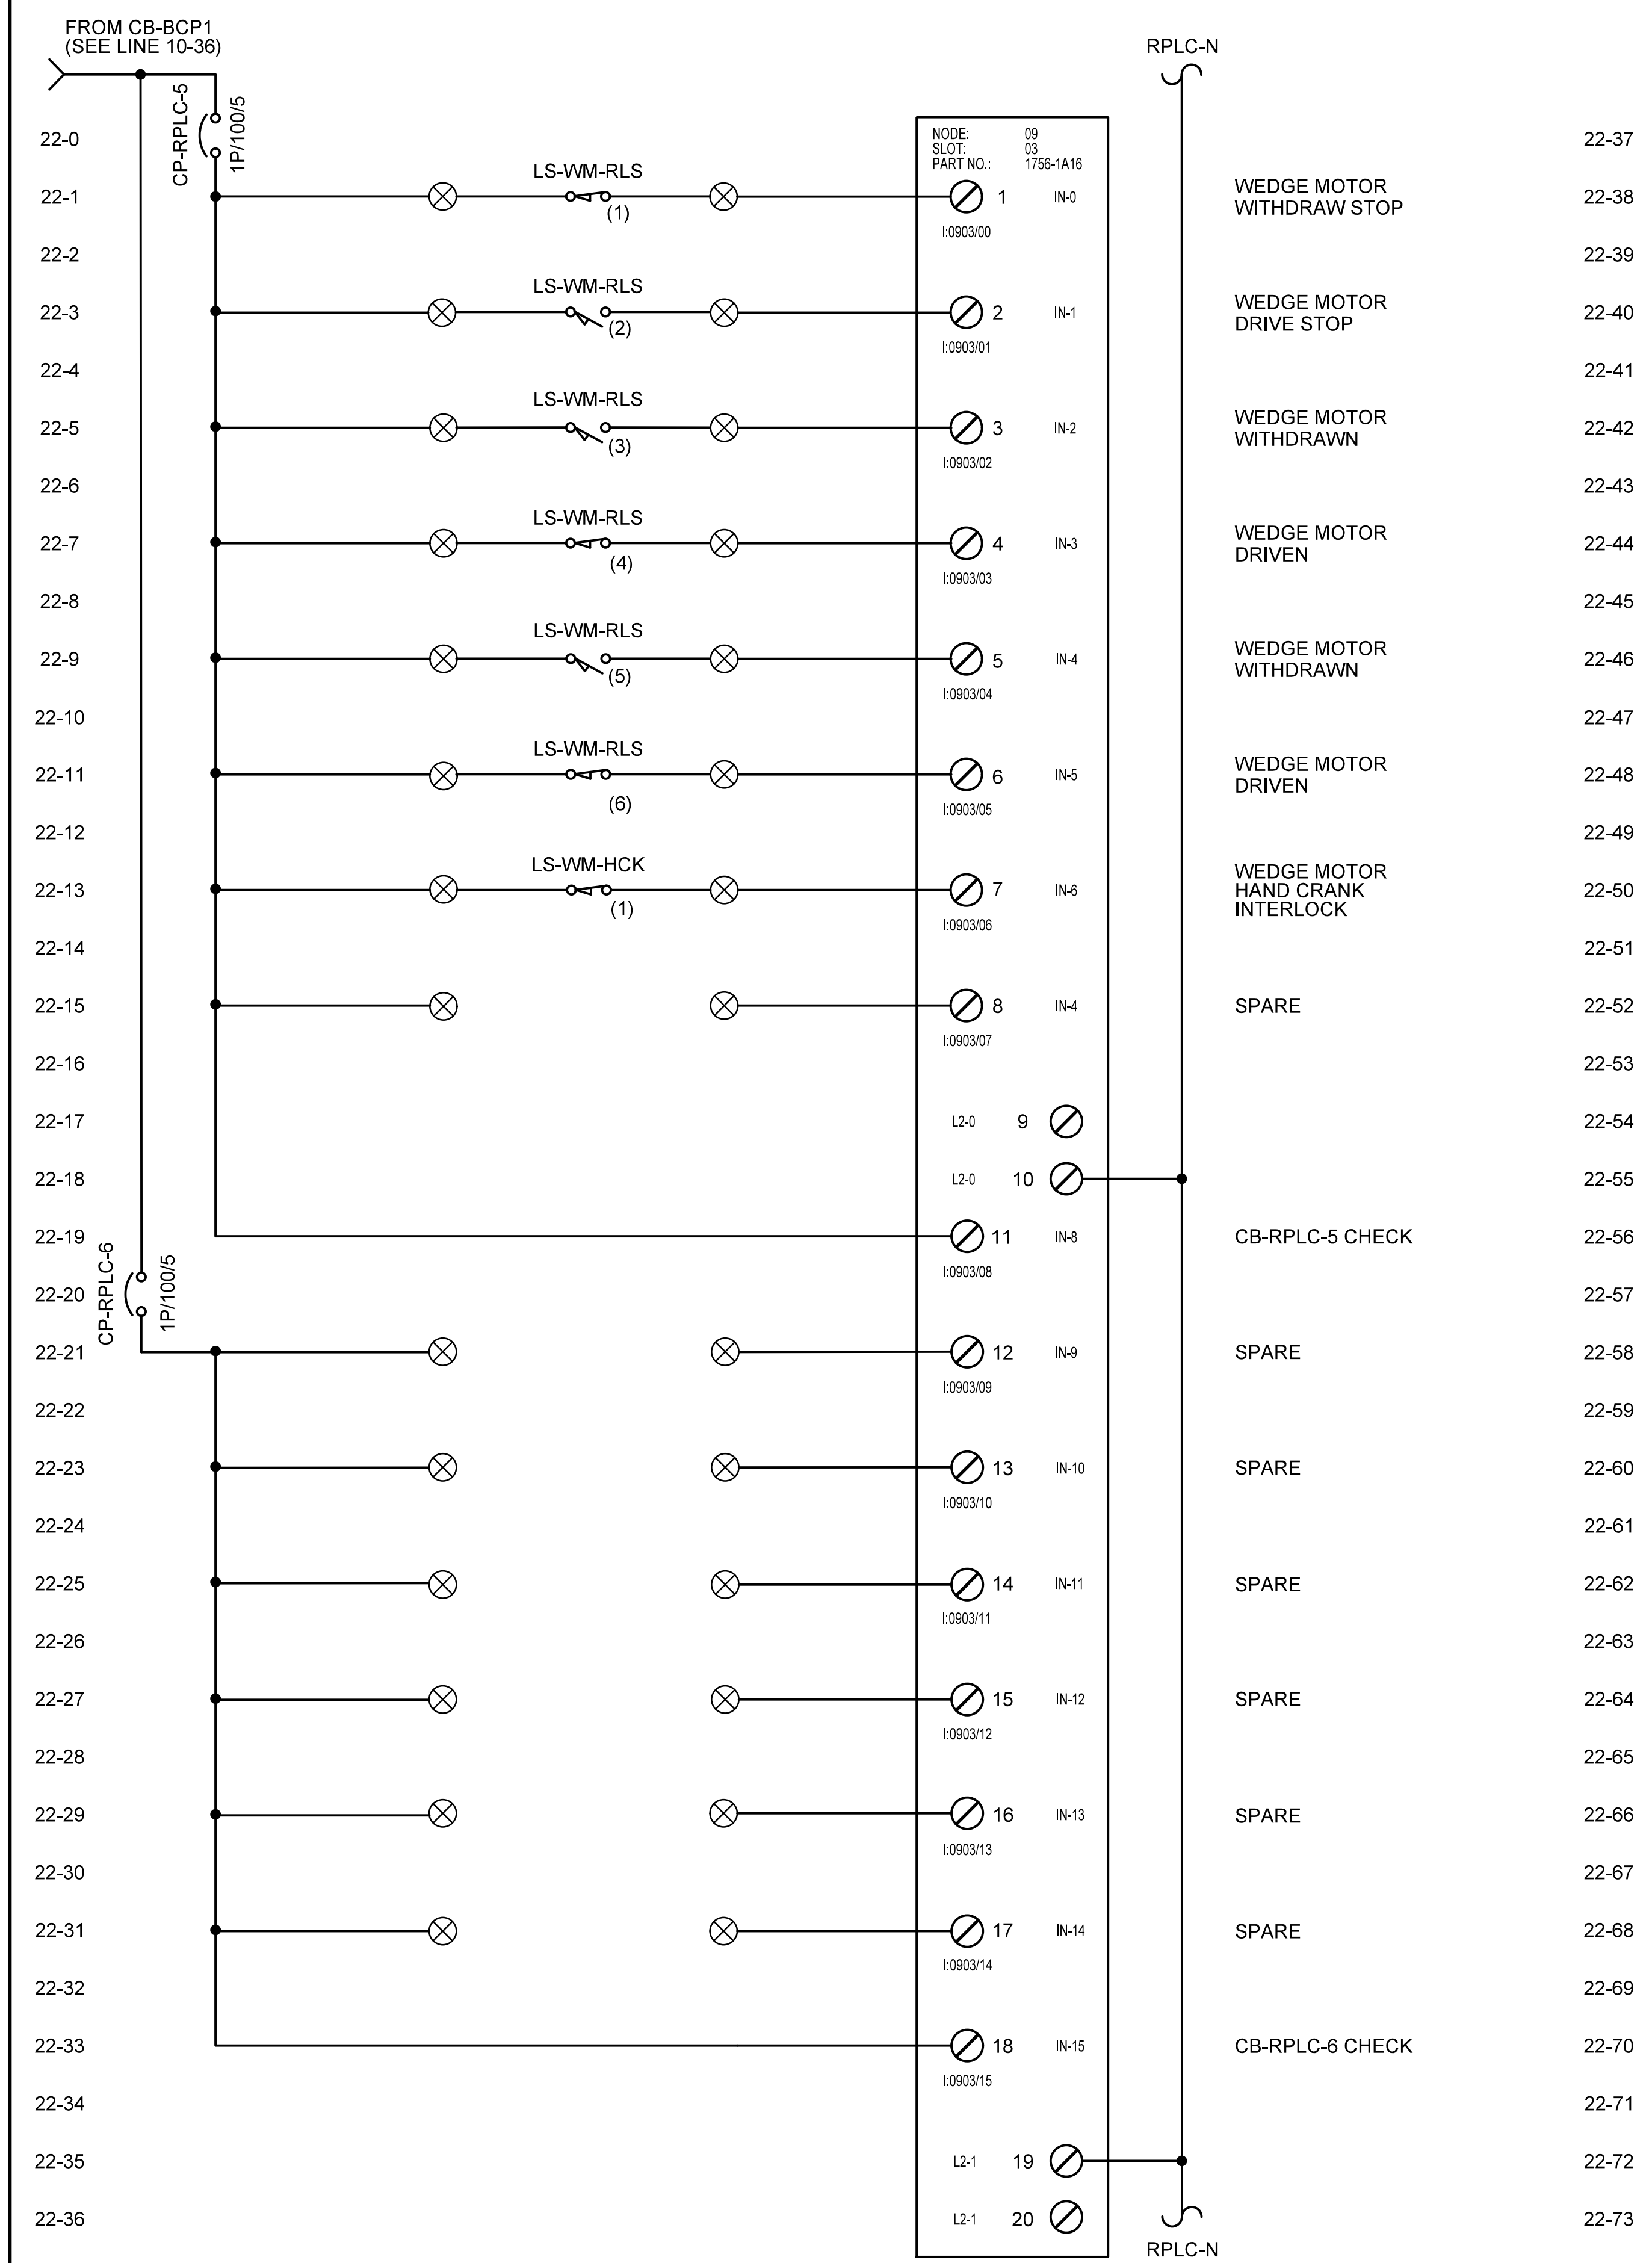 FROM CB-BCP1
(SEE LINE 10-36)
RPLC-N
CP-RPLC-5
1P/100/5
22-0
NODE: 09
SLOT: 03
PART NO.: 1756-1A16
22-37
22-1
LS-WM-RLS
(1)
1 IN-0
I:0903/00
WEDGE MOTOR
WITHDRAW STOP
22-38
22-2
22-39
22-3
LS-WM-RLS
(2)
2 IN-1
I:0903/01
WEDGE MOTOR
DRIVE STOP
22-40
22-4
22-41
22-5
LS-WM-RLS
(3)
3 IN-2
I:0903/02
WEDGE MOTOR
WITHDRAWN
22-42
22-6
22-43
22-7
LS-WM-RLS
(4)
4 IN-3
I:0903/03
WEDGE MOTOR
DRIVEN
22-44
22-8
22-45
22-9
LS-WM-RLS
(5)
5 IN-4
I:0903/04
WEDGE MOTOR
WITHDRAWN
22-46
22-10
22-47
22-11
LS-WM-RLS
(6)
6 IN-5
I:0903/05
WEDGE MOTOR
DRIVEN
22-48
22-12
22-49
22-13
LS-WM-HCK
(1)
7 IN-6
I:0903/06
WEDGE MOTOR
HAND CRANK
INTERLOCK
22-50
22-14
22-51
22-15
8 IN-4
I:0903/07
SPARE
22-52
22-16
22-53
22-17
L2-0 9
22-54
22-18
L2-0 10
22-55
22-19
11 IN-8
I:0903/08
CB-RPLC-5 CHECK
22-56
CP-RPLC-6
1P/100/5
22-20
22-57
22-21
12 IN-9
I:0903/09
SPARE
22-58
22-22
22-59
22-23
13 IN-10
I:0903/10
SPARE
22-60
22-24
22-61
22-25
14 IN-11
I:0903/11
SPARE
22-62
22-26
22-63
22-27
15 IN-12
I:0903/12
SPARE
22-64
22-28
22-65
22-29
16 IN-13
I:0903/13
SPARE
22-66
22-30
22-67
22-31
17 IN-14
I:0903/14
SPARE
22-68
22-32
22-69
22-33
18 IN-15
I:0903/15
CB-RPLC-6 CHECK
22-70
22-34
22-71
22-35
L2-1 19
22-72
22-36
L2-1 20
22-73
RPLC-N